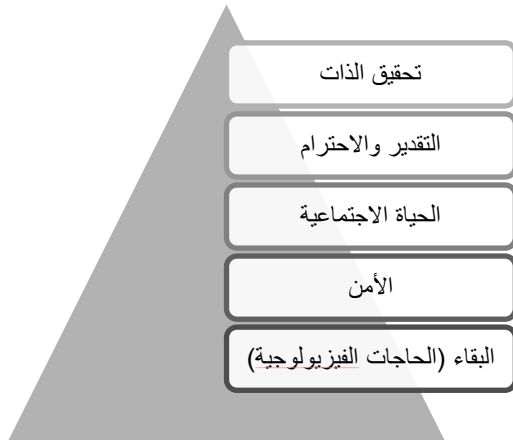 تحقيق الذات
التقدير والاحترام
الحياة الاجتماعية
الأمن
البقاء (الحاجات الفيزيولوجية)